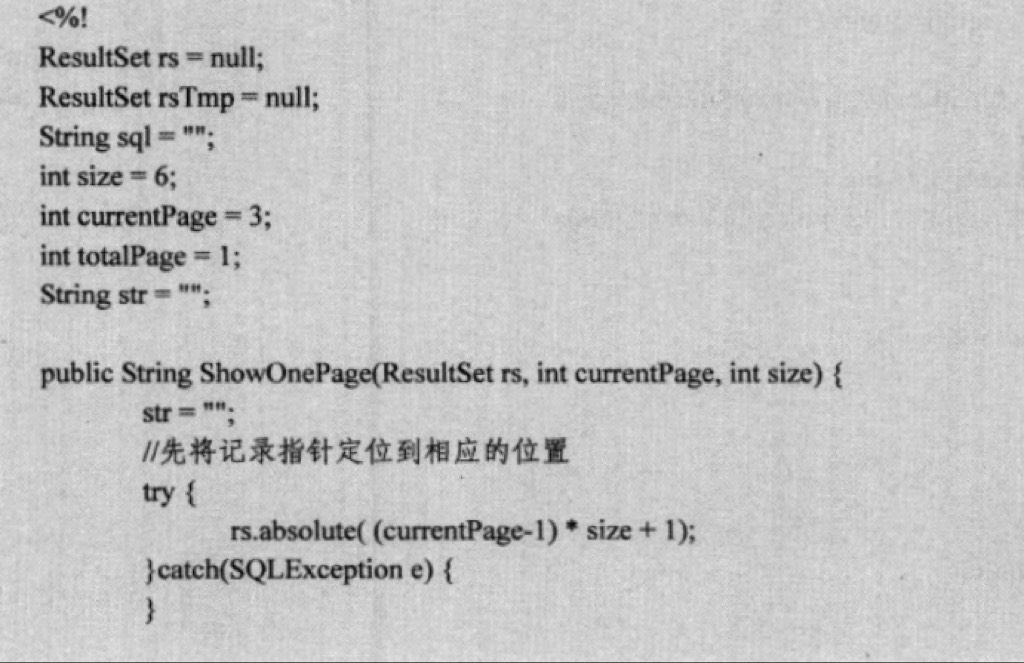 <%!
ResultSet rs = null;
ResultSet rsTmp = null;
String sql = "";
int size = 6;
int currentPage = 3;
int totalPage = 1;
String str = "";
public String ShowOnePage(ResultSet rs, int currentPage, int size) {
str = "";
//先将记录指针定位到相应的位置
try {
rs.absolute( (currentPage-1) * size + 1);
}catch(SQLException e) {
}